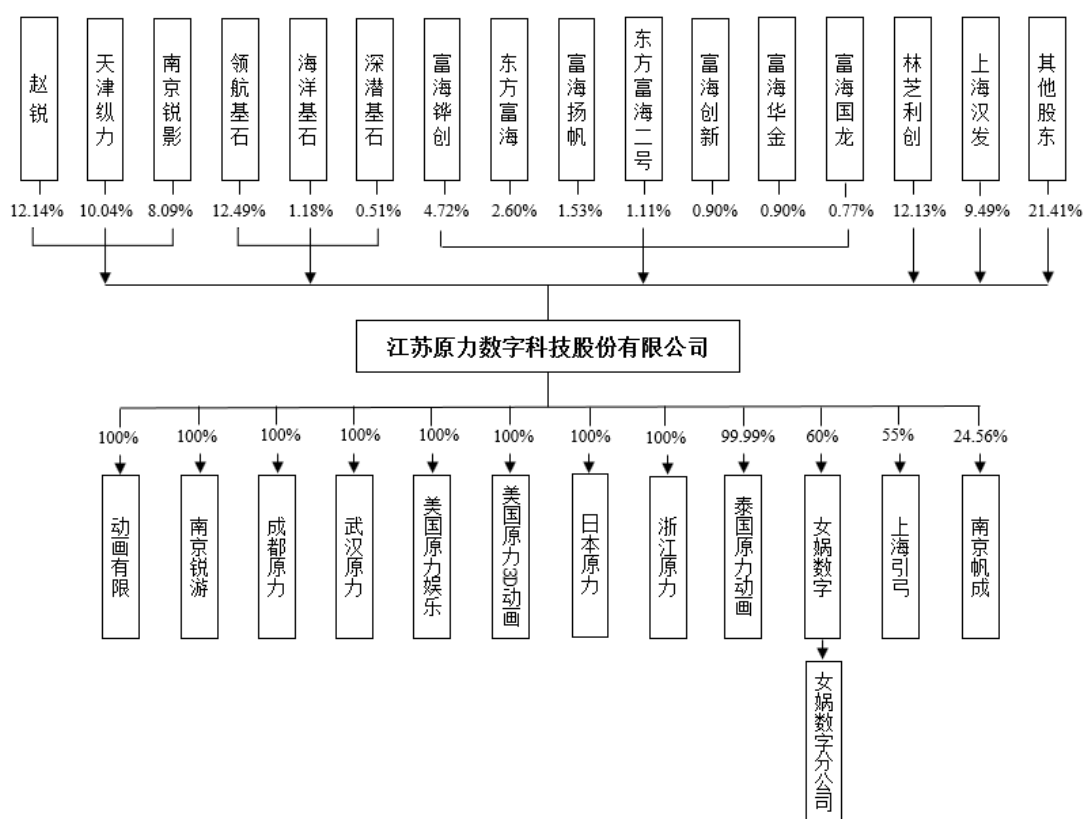 赵锐
天津纵力
南京锐影
领航基石
海洋基石
深潜基石
富海铧创
东方富海
富海扬帆
东方富海二号
富海创新
富海华金
富海国龙
林芝利创
上海汉发
其他股东
12.14%
10.04%
8.09%
12.49%
1.18%
0.51%
4.72%
2.60%
1.53%
1.11%
0.90%
0.90%
0.77%
12.13%
9.49%
21.41%
江苏原力数字科技股份有限公司
100%
100%
100%
100%
100%
100%
100%
100%
99.99%
60%
55%
24.56%
动画有限
南京锐游
成都原力
武汉原力
美国原力娱乐
美国原力3D动画
日本原力
浙江原力
泰国原力动画
女娲数字
上海引弓
南京帆成
女娲数字分公司